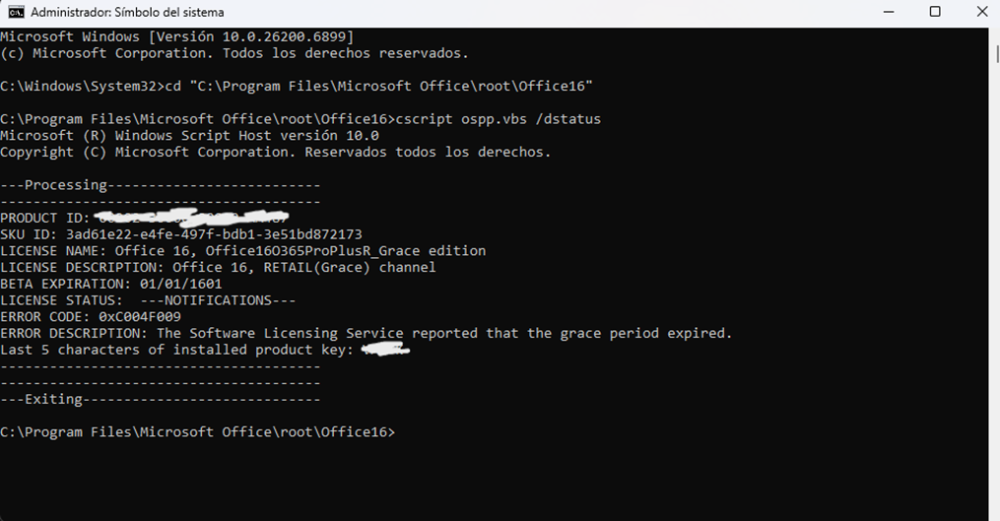 Administrador: Símbolo del sistema
Microsoft Windows [Versión 10.0.26200.6899]
(c) Microsoft Corporation. Todos los derechos reservados.
C:\Windows\System32>cd "C:\Program Files\Microsoft Office\root\Office16"
C:\Program Files\Microsoft Office\root\Office16>cscript ospp.vbs /dstatus
Microsoft (R) Windows Script Host versión 10.0
Copyright (C) Microsoft Corporation. Reservados todos los derechos.
---Processing--------------------------
---------------------------------------
PRODUCT ID:
SKU ID: 3ad61e22-e4fe-497f-bdb1-3e51bd872173
LICENSE NAME: Office 16, Office16O365ProPlusR_Grace edition
LICENSE DESCRIPTION: Office 16, RETAIL(Grace) channel
BETA EXPIRATION: 01/01/1601
LICENSE STATUS:  ---NOTIFICATIONS---
ERROR CODE: 0xC004F009
ERROR DESCRIPTION: The Software Licensing Service reported that the grace period expired.
Last 5 characters of installed product key:
---------------------------------------
---------------------------------------
---Exiting-----------------------------
C:\Program Files\Microsoft Office\root\Office16>